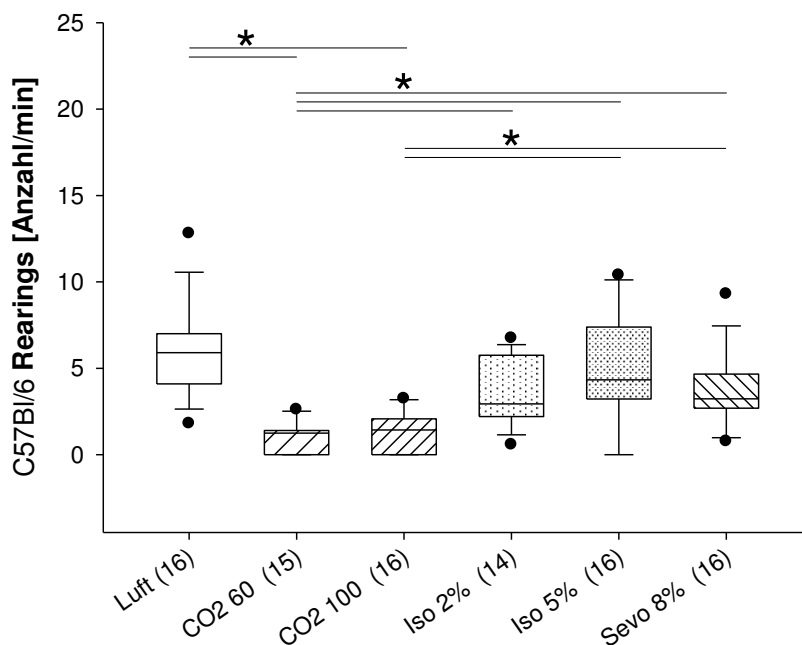 C57Bl/6 Rearings [Anzahl/min]
25
20
15
10
5
0
*
*
*
Luft (16)
CO2 60 (15)
CO2 100 (16)
Iso 2% (14)
Iso 5% (16)
Sevo 8% (16)